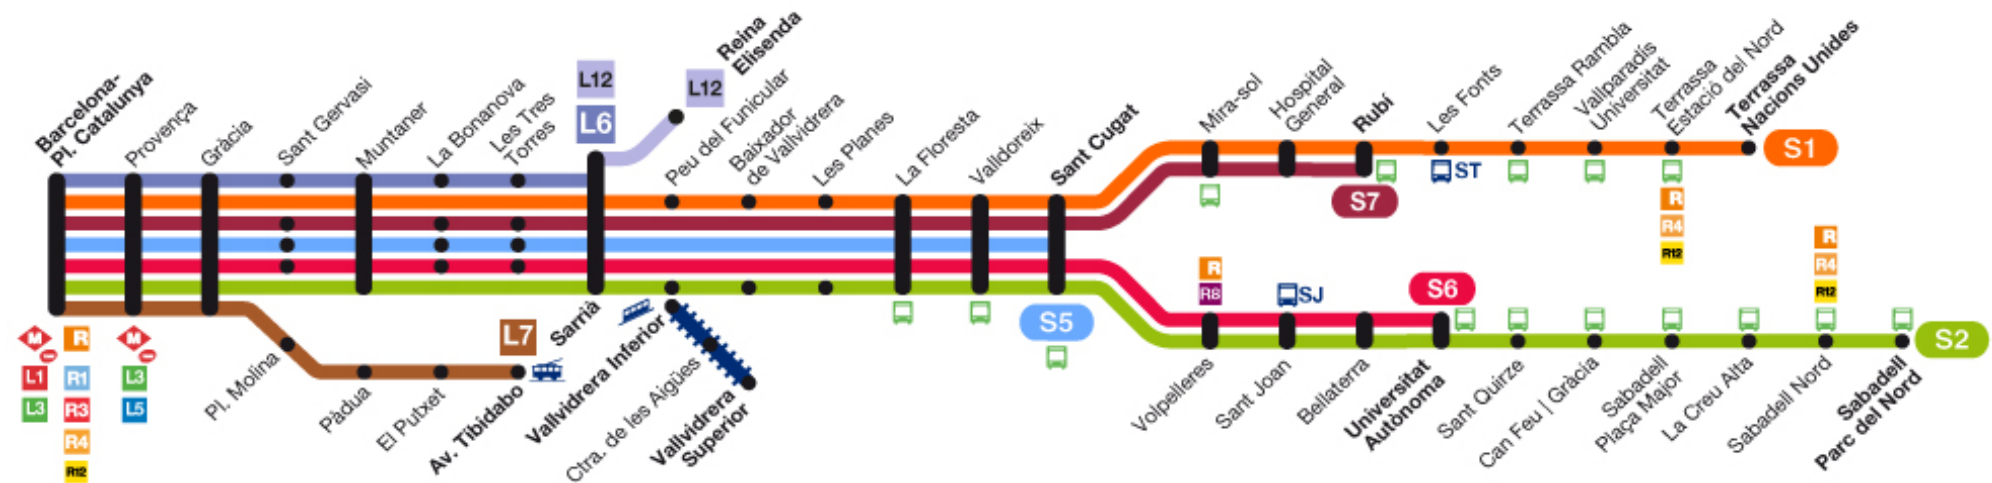 Barcelona-
Pl. Catalunya
Provença
Gràcia
Sant Gervasi
Muntaner
La Bonanova
Les Tres
Torres
L12
L6
L12
Reina
Elisenda
Peu del Funicular
Baixador
de Vallvidrera
Les Planes
La Floresta
Valldoreix
Sant Cugat
Mira-sol
Hospital
General
Rubí
Les Fonts
Terrassa Rambla
Vallparadís
Universitat
Terrassa
Estació del Nord
Terrassa
Nacions Unides
S1
ST
S7
R
R4
R12
R
R4
R12
R
R8
SJ
S6
S5
S2
M
R
M
L1
R1
L3
L3
R3
L5
R4
R12
Pl. Molina
Pàdua
El Putxet
L7
Av. Tibidabo
Sarrià
Vallvidrera Inferior
Ctra. de les Aigües
Vallvidrera
Superior
Volpelleres
Sant Joan
Bellaterra
Universitat
Autònoma
Sant Quirze
Can Feu | Gràcia
Sabadell
Plaça Major
La Creu Alta
Sabadell Nord
Sabadell
Parc del Nord